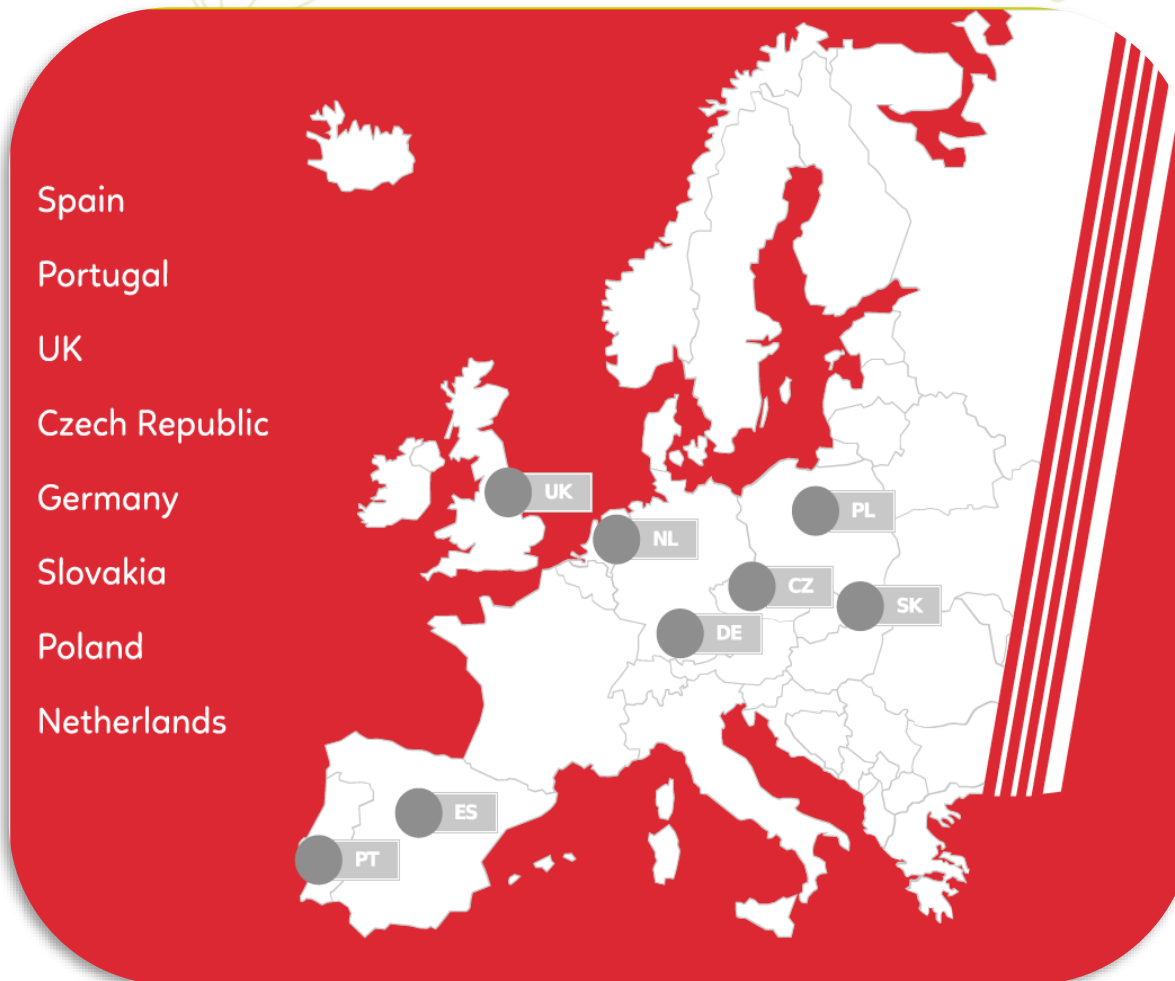 Spain
Portugal
UK
Czech Republic
Germany
Slovakia
Poland
Netherlands
UK
NL
PL
CZ
SK
DE
ES
PT